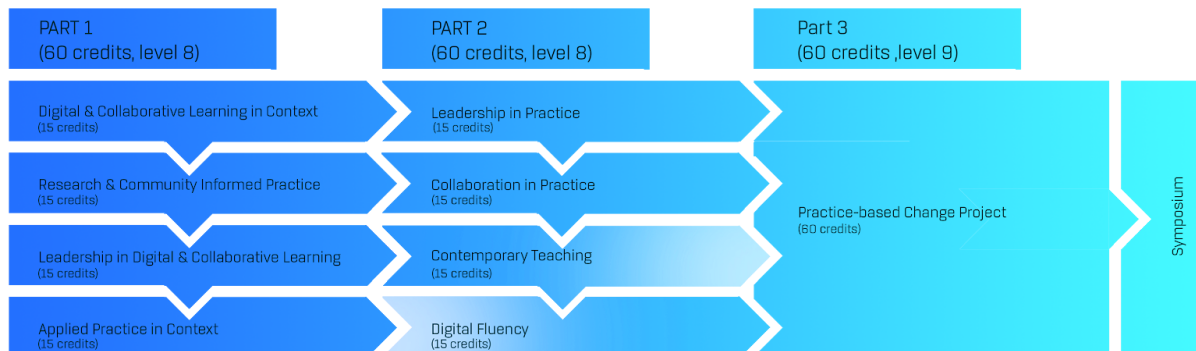 PART 1
(60 credits, level 8)
PART 2
(60 credits, level 8)
Part 3
(60 credits ,level 9)
Digital & Collaborative Learning in Context
(15 credits)
Research & Community Informed Practice
(15 credits)
Leadership in Digital & Collaborative Learning
(15 credits)
Applied Practice in Context
(15 credits)
Leadership in Practice
(15 credits)
Collaboration in Practice
(15 credits)
Contemporary Teaching
(15 credits)
Digital Fluency
(15 credits)
Practice-based Change Project
(60 credits)
Symposium